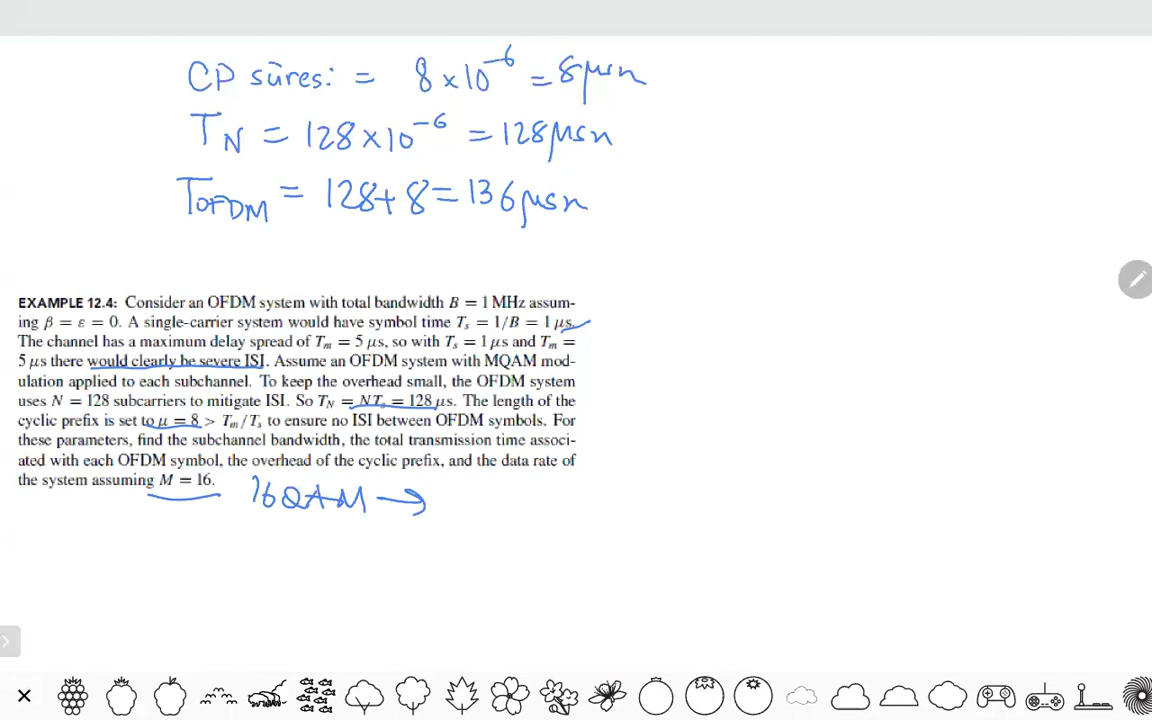 CP süresi = 8x10⁻⁶ = 8μsn
T_N = 128x10⁻⁶ = 128μsn
T_OFDM = 128+8 = 136μsn
EXAMPLE 12.4: Consider an OFDM system with total bandwidth B = 1 MHz assum-
ing β = ε = 0. A single-carrier system would have symbol time T_s = 1/B = 1 μs.
The channel has a maximum delay spread of T_m = 5 μs, so with T_s = 1 μs and T_m =
5 μs there would clearly be severe ISI. Assume an OFDM system with MQAM mod-
ulation applied to each subchannel. To keep the overhead small, the OFDM system
uses N = 128 subcarriers to mitigate ISI. So T_N = NT_s = 128 μs. The length of the
cyclic prefix is set to μ = 8 > T_m/T_s to ensure no ISI between OFDM symbols. For
these parameters, find the subchannel bandwidth, the total transmission time associ-
ated with each OFDM symbol, the overhead of the cyclic prefix, and the data rate of
the system assuming M = 16. 16QAM →